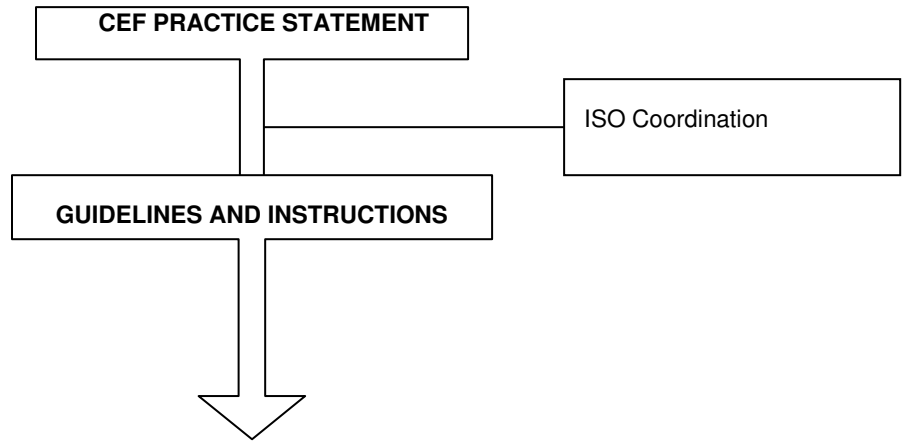 CEF PRACTICE STATEMENT
ISO Coordination
GUIDELINES AND INSTRUCTIONS